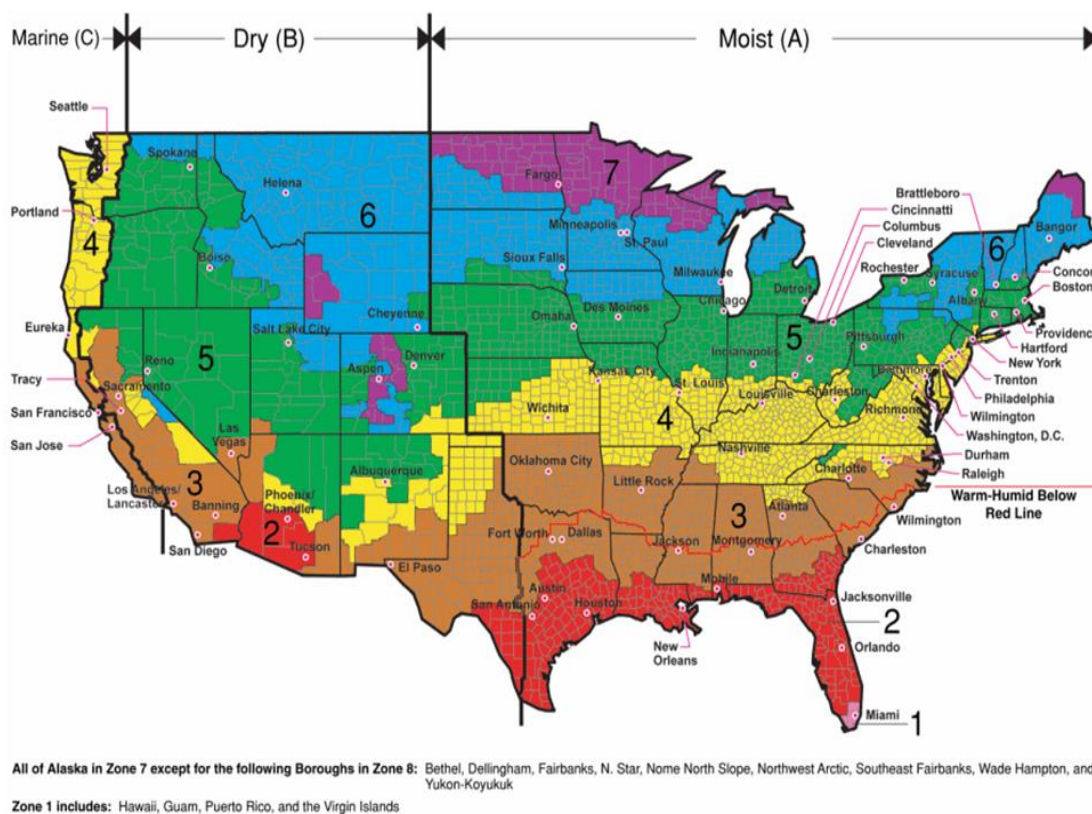 Marine (C)
Dry (B)
Moist (A)
Seattle
Spokane
Helena
Fargo
7
6
Portland
4
Minneapolis
St. Paul
Brattleboro
Cincinnatti
Columbus
Cleveland
Rochester
Syracuse
6
Bangor
Boiso
Sioux Falls
Milwaukee
Detroit
Albany
Concor
Boston
Eureka
Salt Lake City
Cheyenne
Omaha
Des Moines
Chicago
5
Pittsburgh
Providenc
Hartford
New York
Reno
5
Aspen
Denver
Indianapolis
Baltimore
Trenton
Tracy
Sacramento
Kansas City
St. Louis
Louisville
Charleston
Philadelphia
San Francisco
Wichita
4
Richmond
Wilmington
San Jose
Las
Vegas
Nashville
Washington, D.C.
Albuquerque
Oklahoma City
Charlotte
Durham
Raleigh
3
Los Angeles/
Lancaster
Banning
Phoenix/
Chandler
Little Rock
3
Atlanta
Warm-Humid Below
Red Line
2
Wilmington
San Diego
Tucson
El Paso
Fort Worth
Dallas
Jackson
Montgomery
Charleston
Austin
Mobile
San Antonio
Houston
Jacksonville
2
New
Orleans
Orlando
Miami
1
All of Alaska in Zone 7 except for the following Boroughs in Zone 8: Bethel, Dellingham, Fairbanks, N. Star, Nome North Slope, Northwest Arctic, Southeast Fairbanks, Wade Hampton, and
Yukon-Koyukuk
Zone 1 includes: Hawaii, Guam, Puerto Rico, and the Virgin Islands